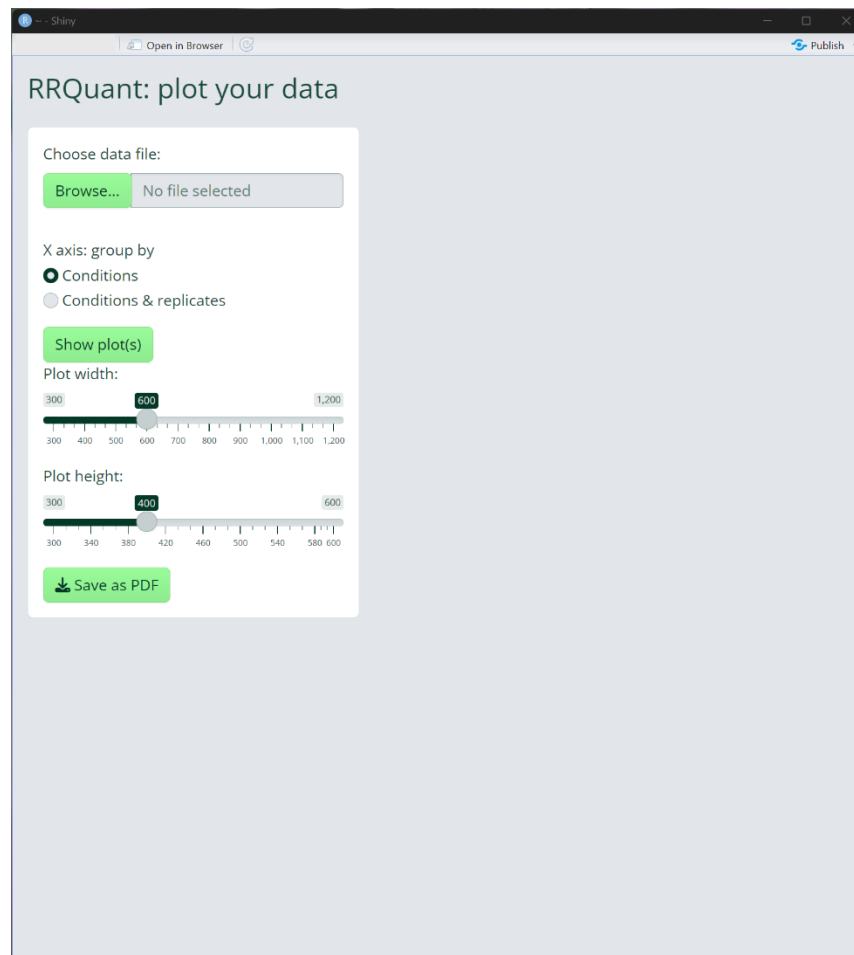 R ~ - Shiny
Open in Browser Publish
RRQuant: plot your data
Choose data file:
Browse... No file selected
X axis: group by
Conditions
Conditions & replicates
Show plot(s)
Plot width:
300 600 1,200
300 400 500 600 700 800 900 1,000 1,100 1,200
Plot height:
300 400 600
300 340 380 420 460 500 540 580 600
Save as PDF